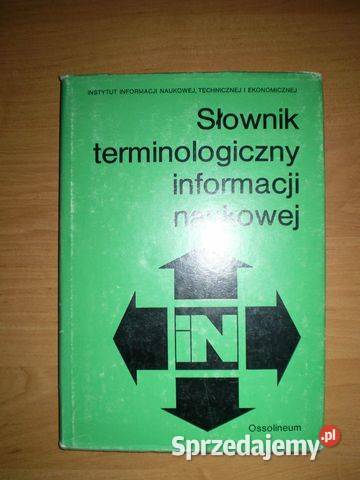 INSTYTUT INFORMACJI NAUKOWEJ, TECHNICZNEJ I EKONOMICZNEJ
Słownik
terminologiczny
informacji
naukowej
iN
Ossolineum
Sprzedajemy.pl